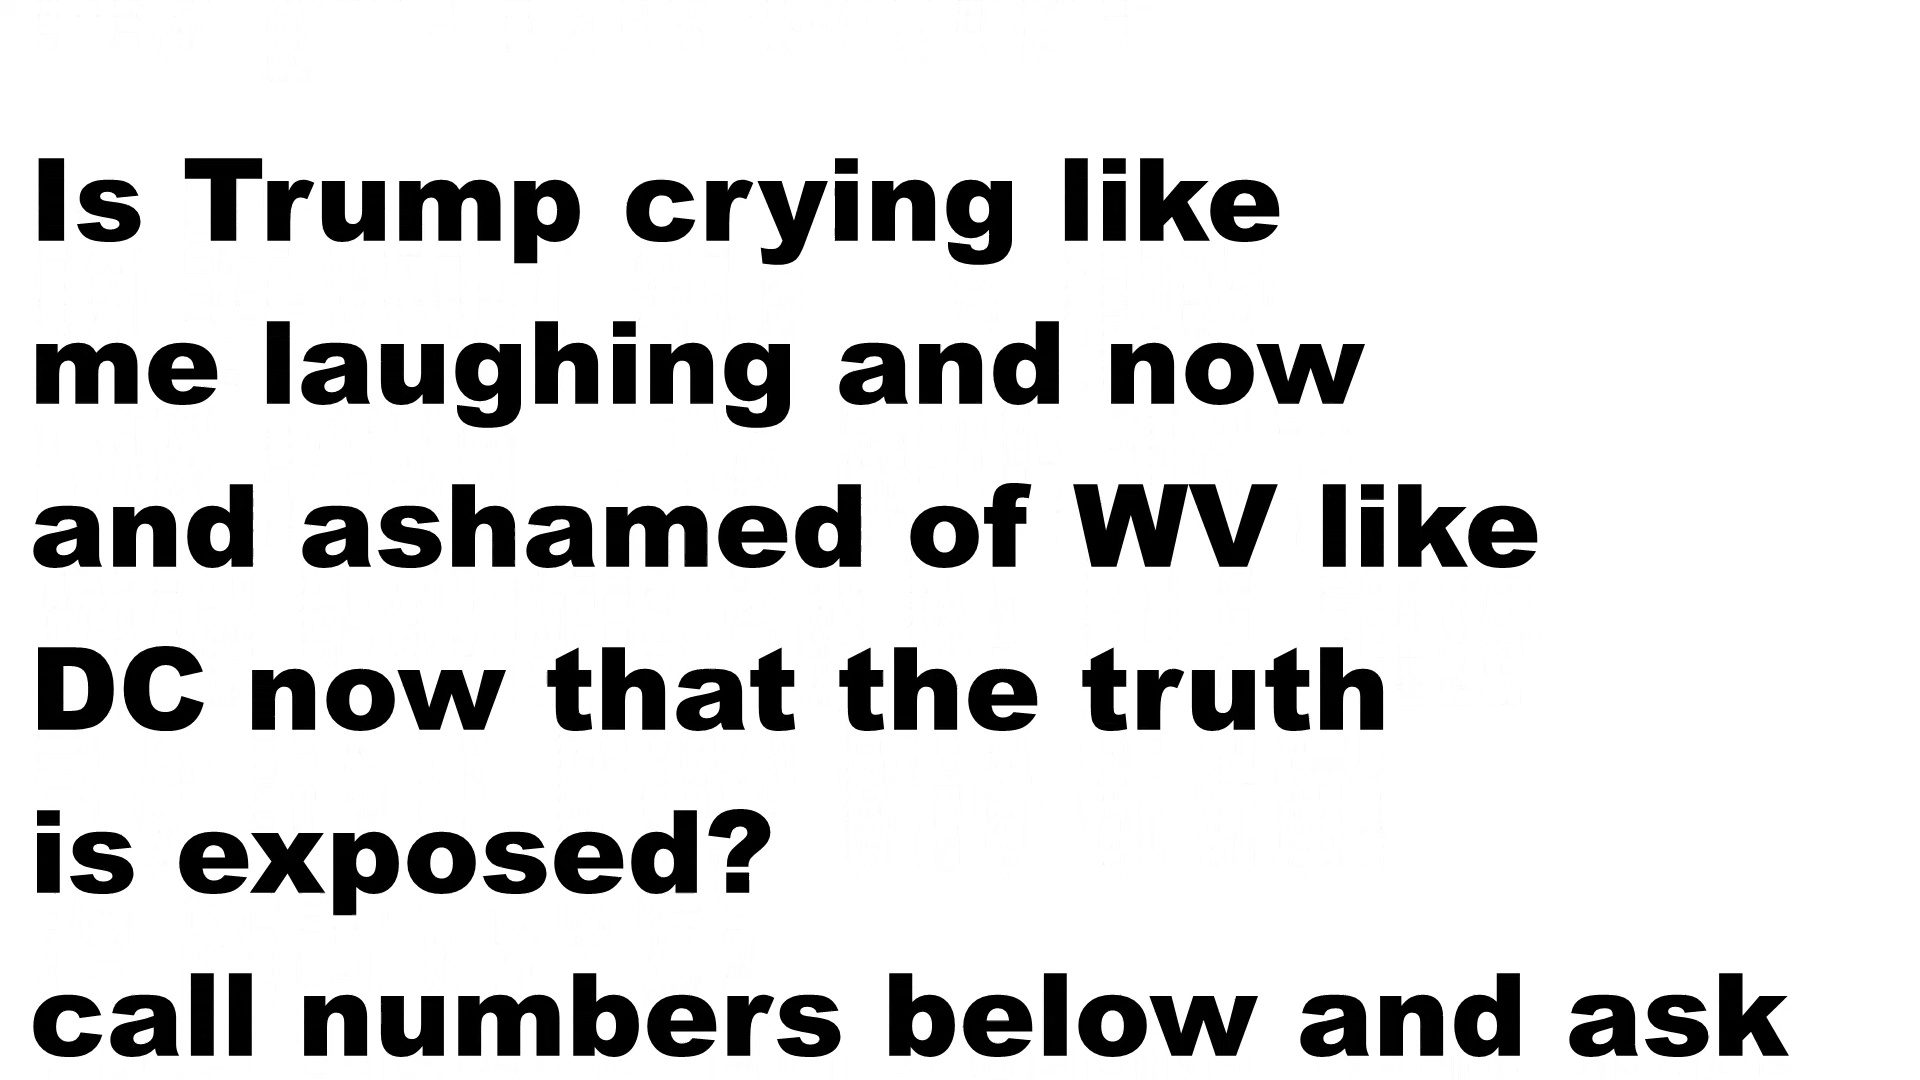 Is Trump crying like
me laughing and now
and ashamed of WV like
DC now that the truth
is exposed?
call numbers below and ask